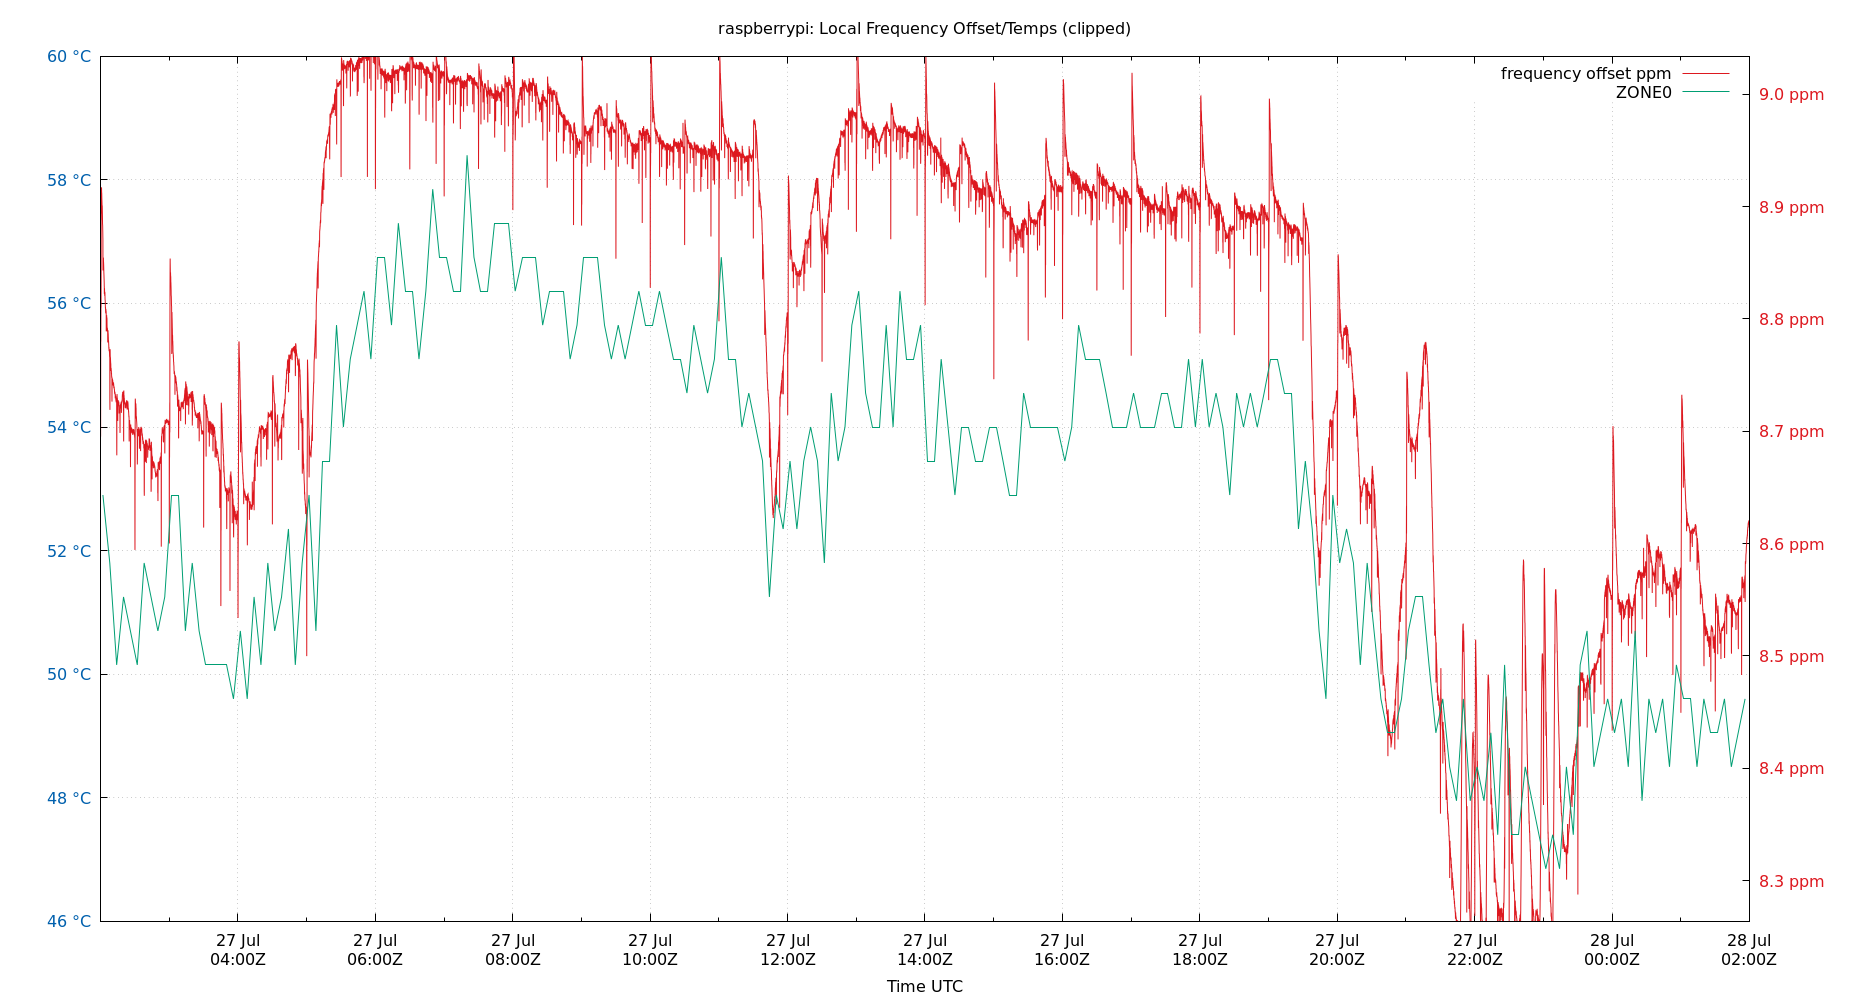 raspberrypi: Local Frequency Offset/Temps (clipped)
60 °C
58 °C
56 °C
54 °C
52 °C
50 °C
48 °C
46 °C
frequency offset ppm
ZONE0
9.0 ppm
8.9 ppm
8.8 ppm
8.7 ppm
8.6 ppm
8.5 ppm
8.4 ppm
8.3 ppm
27 Jul 27 Jul 27 Jul 27 Jul 27 Jul 27 Jul 27 Jul 27 Jul 27 Jul 27 Jul 28 Jul 28 Jul
04:00Z 06:00Z 08:00Z 10:00Z 12:00Z 14:00Z 16:00Z 18:00Z 20:00Z 22:00Z 00:00Z 02:00Z
Time UTC